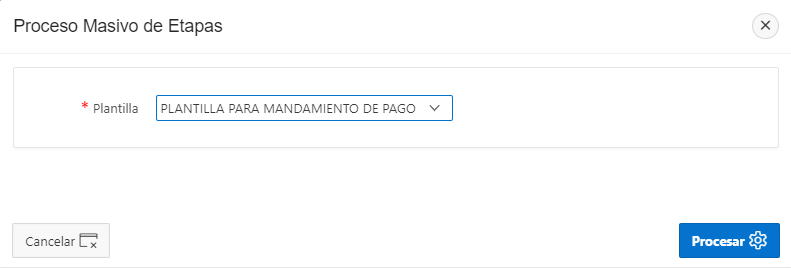 Proceso Masivo de Etapas
* Plantilla PLANTILLA PARA MANDAMIENTO DE PAGO
Cancelar Procesar